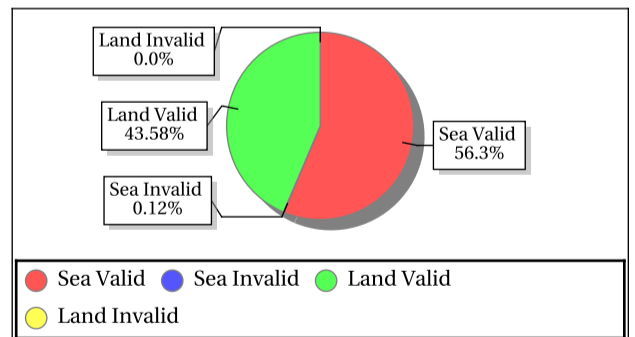 Land Invalid
0.0%
Land Valid
43.58%
Sea Valid
56.3%
Sea Invalid
0.12%
Sea Valid Sea Invalid Land Valid
Land Invalid